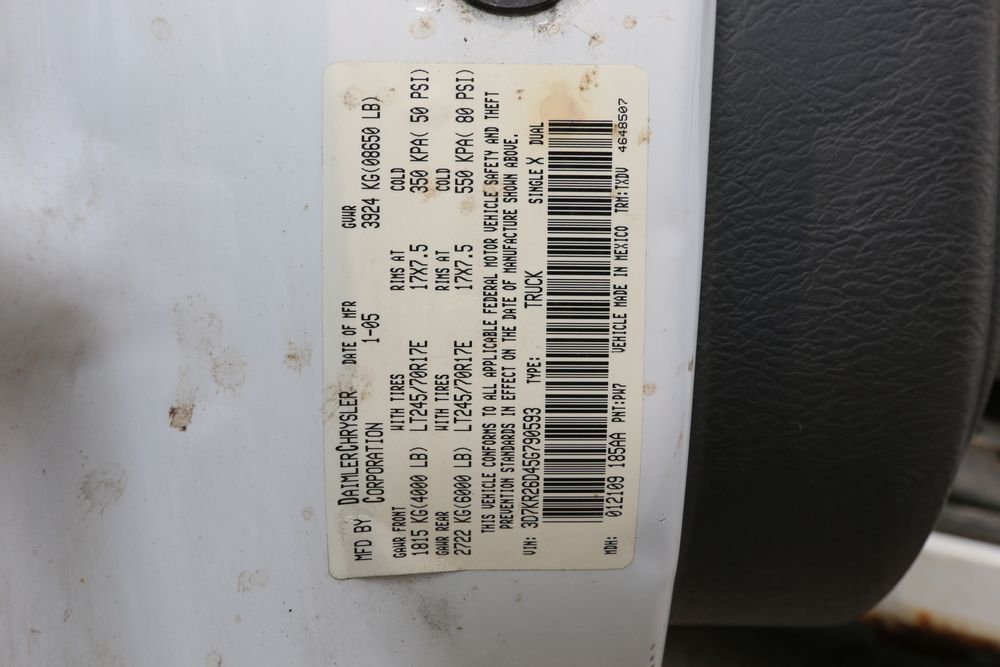 MFD BY DAIMLERCHRYSLER CORPORATION
DATE OF MFR 1-05
GVWR 3924 KG(08650 LB)
GAWR FRONT WITH TIRES RIMS AT COLD
1815 KG(4000 LB) LT245/70R17E 17X7.5 350 KPA( 50 PSI)
GAWR REAR WITH TIRES RIMS AT COLD
2722 KG(6000 LB) LT245/70R17E 17X7.5 550 KPA( 80 PSI)
THIS VEHICLE CONFORMS TO ALL APPLICABLE FEDERAL MOTOR VEHICLE SAFETY AND THEFT
PREVENTION STANDARDS IN EFFECT ON THE DATE OF MANUFACTURE SHOWN ABOVE.
VIN: 3D7KR28D45G790593 TYPE: TRUCK SINGLE X DUAL
MDH: 012109 185AA PNT:PW7 VEHICLE MADE IN MEXICO TRM:TXDV 4648507